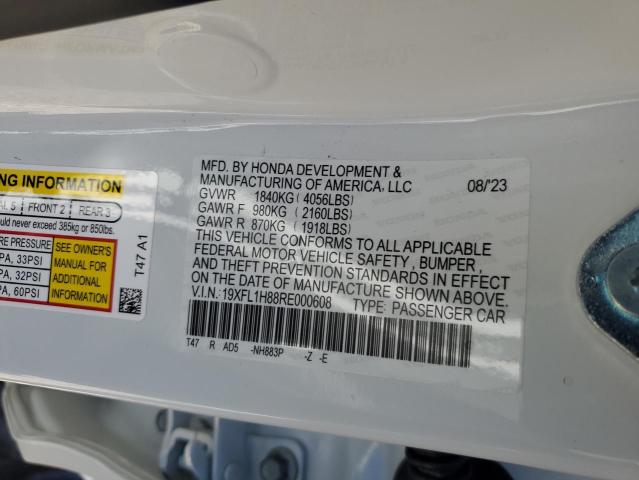 NG INFORMATION
AL 5 FRONT 2 REAR 3
ould never exceed 385kg or 850lbs.
RE PRESSURE
PA, 33PSI
PA, 32PSI
PA, 60PSI
SEE OWNER'S
MANUAL FOR
ADDITIONAL
INFORMATION
T47 A1
MFD. BY HONDA DEVELOPMENT &
MANUFACTURING OF AMERICA, LLC 08/'23
GVWR 1840KG ( 4056LBS)
GAWR F 980KG ( 2160LBS)
GAWR R 870KG ( 1918LBS)
THIS VEHICLE CONFORMS TO ALL APPLICABLE
FEDERAL MOTOR VEHICLE SAFETY , BUMPER ,
AND THEFT PREVENTION STANDARDS IN EFFECT
ON THE DATE OF MANUFACTURE SHOWN ABOVE.
V.I.N.: 19XFL1H88RE000608 TYPE: PASSENGER CAR
T47 R AD5 -NH883P -Z -E